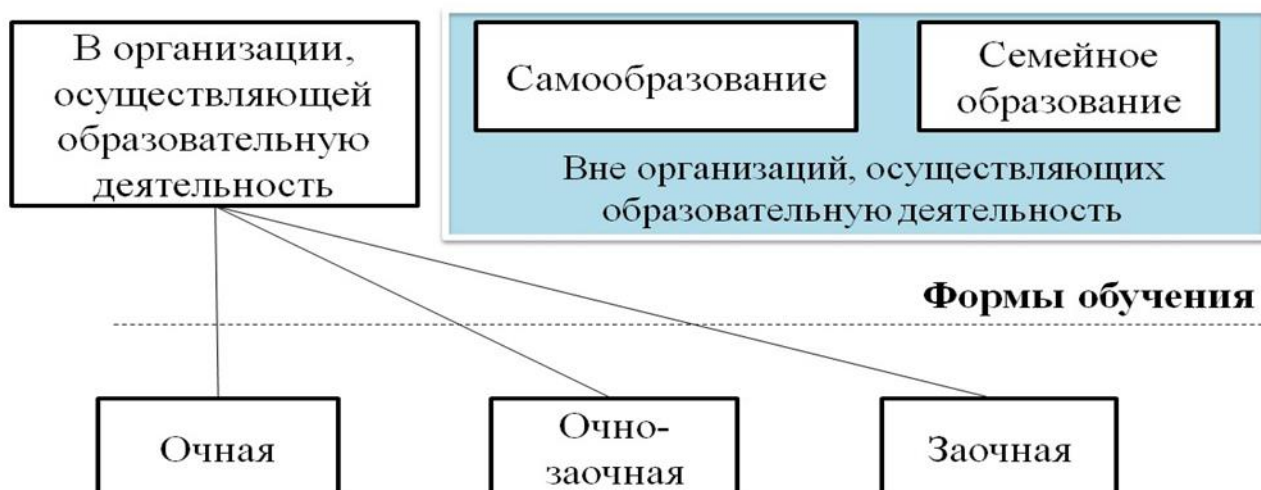 В организации,
осуществляющей
образовательную
деятельность
Самообразование
Семейное
образование
Вне организаций, осуществляющих
образовательную деятельность
Формы обучения
Очная
Очно-
заочная
Заочная